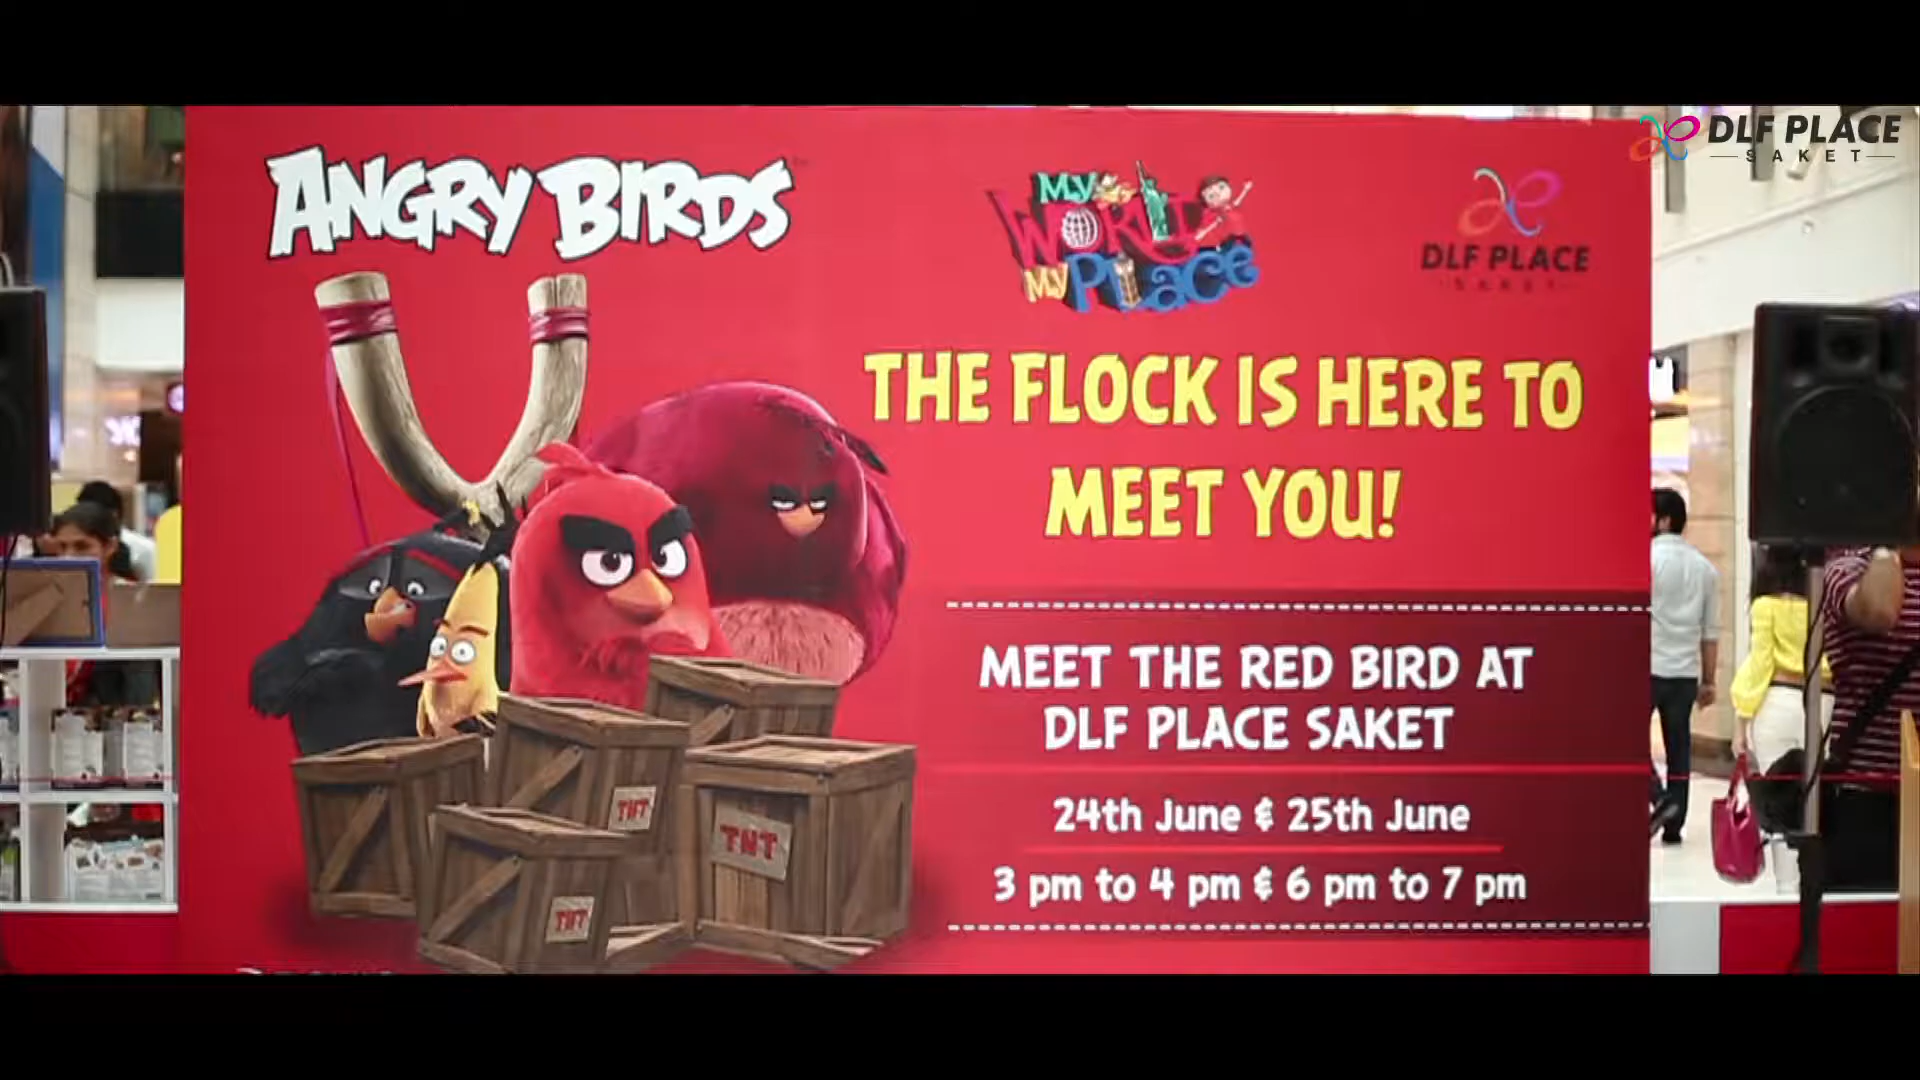 DLF PLACE
SAKET
ANGRY BIRDS
MY
WORLD
MY PLACE
DLF PLACE
SAKET
THE FLOCK IS HERE TO
MEET YOU!
MEET THE RED BIRD AT
DLF PLACE SAKET
24th June & 25th June
3 pm to 4 pm & 6 pm to 7 pm
TNT
TNT
TNT